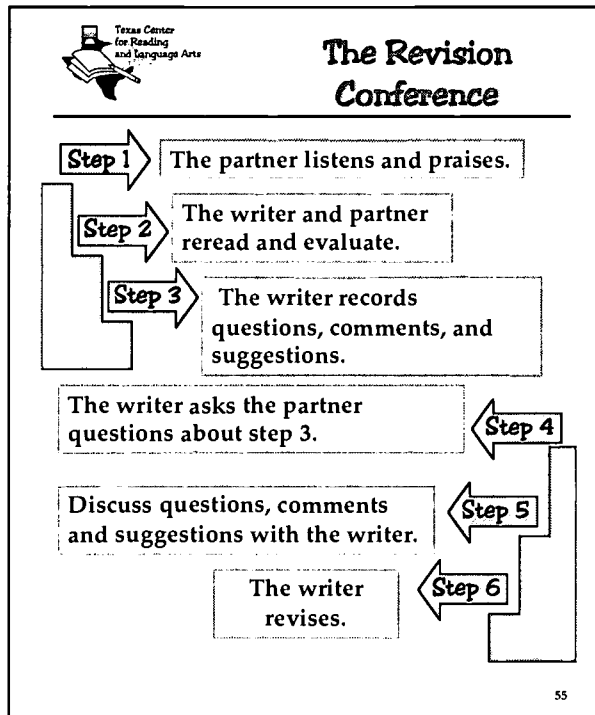 Texas Center
for Reading
and Language Arts
The Revision
Conference
Step 1
The partner listens and praises.
Step 2
The writer and partner
reread and evaluate.
Step 3
The writer records
questions, comments, and
suggestions.
The writer asks the partner
questions about step 3.
Step 4
Discuss questions, comments
and suggestions with the writer.
Step 5
The writer
revises.
Step 6
55